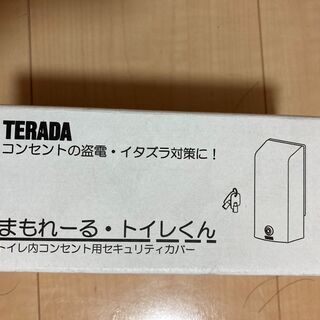 TERADA
コンセントの盗電・イタズラ対策に！
まもれーる・トイレくん
トイレ内コンセント用セキュリティカバー